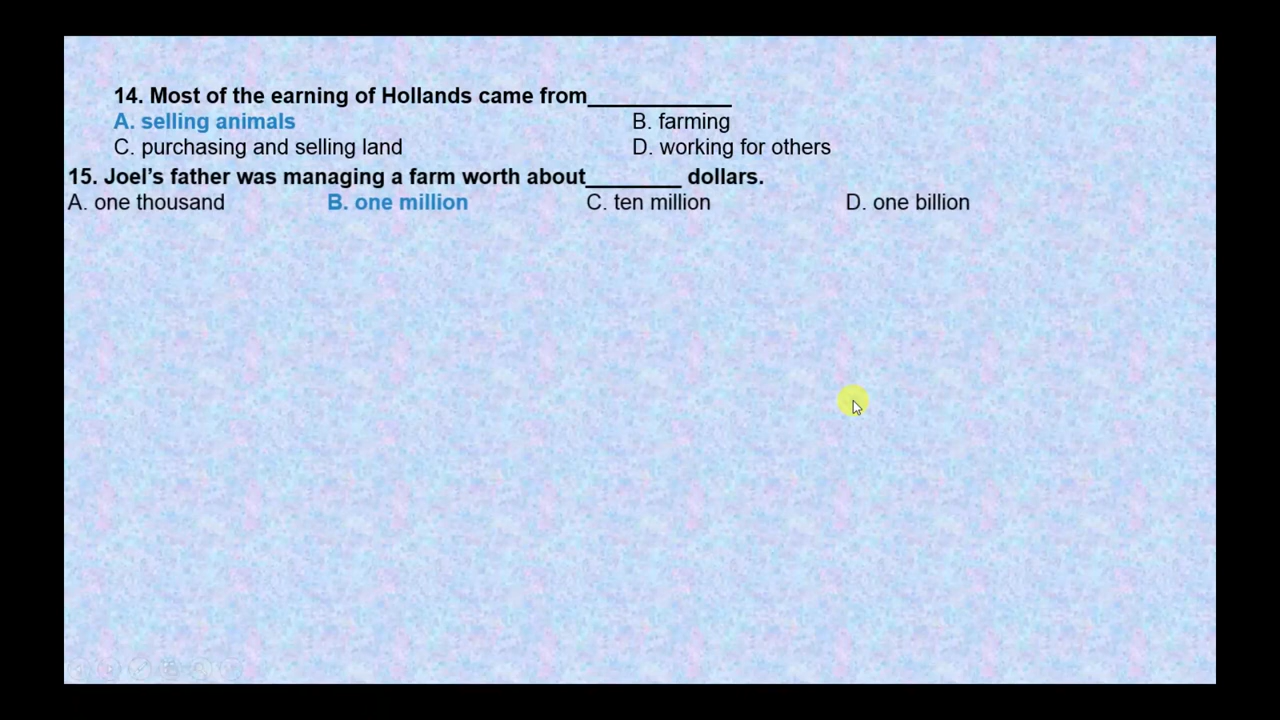 14. Most of the earning of Hollands came from____________
A. selling animals B. farming
C. purchasing and selling land D. working for others
15. Joel’s father was managing a farm worth about________ dollars.
A. one thousand B. one million C. ten million D. one billion